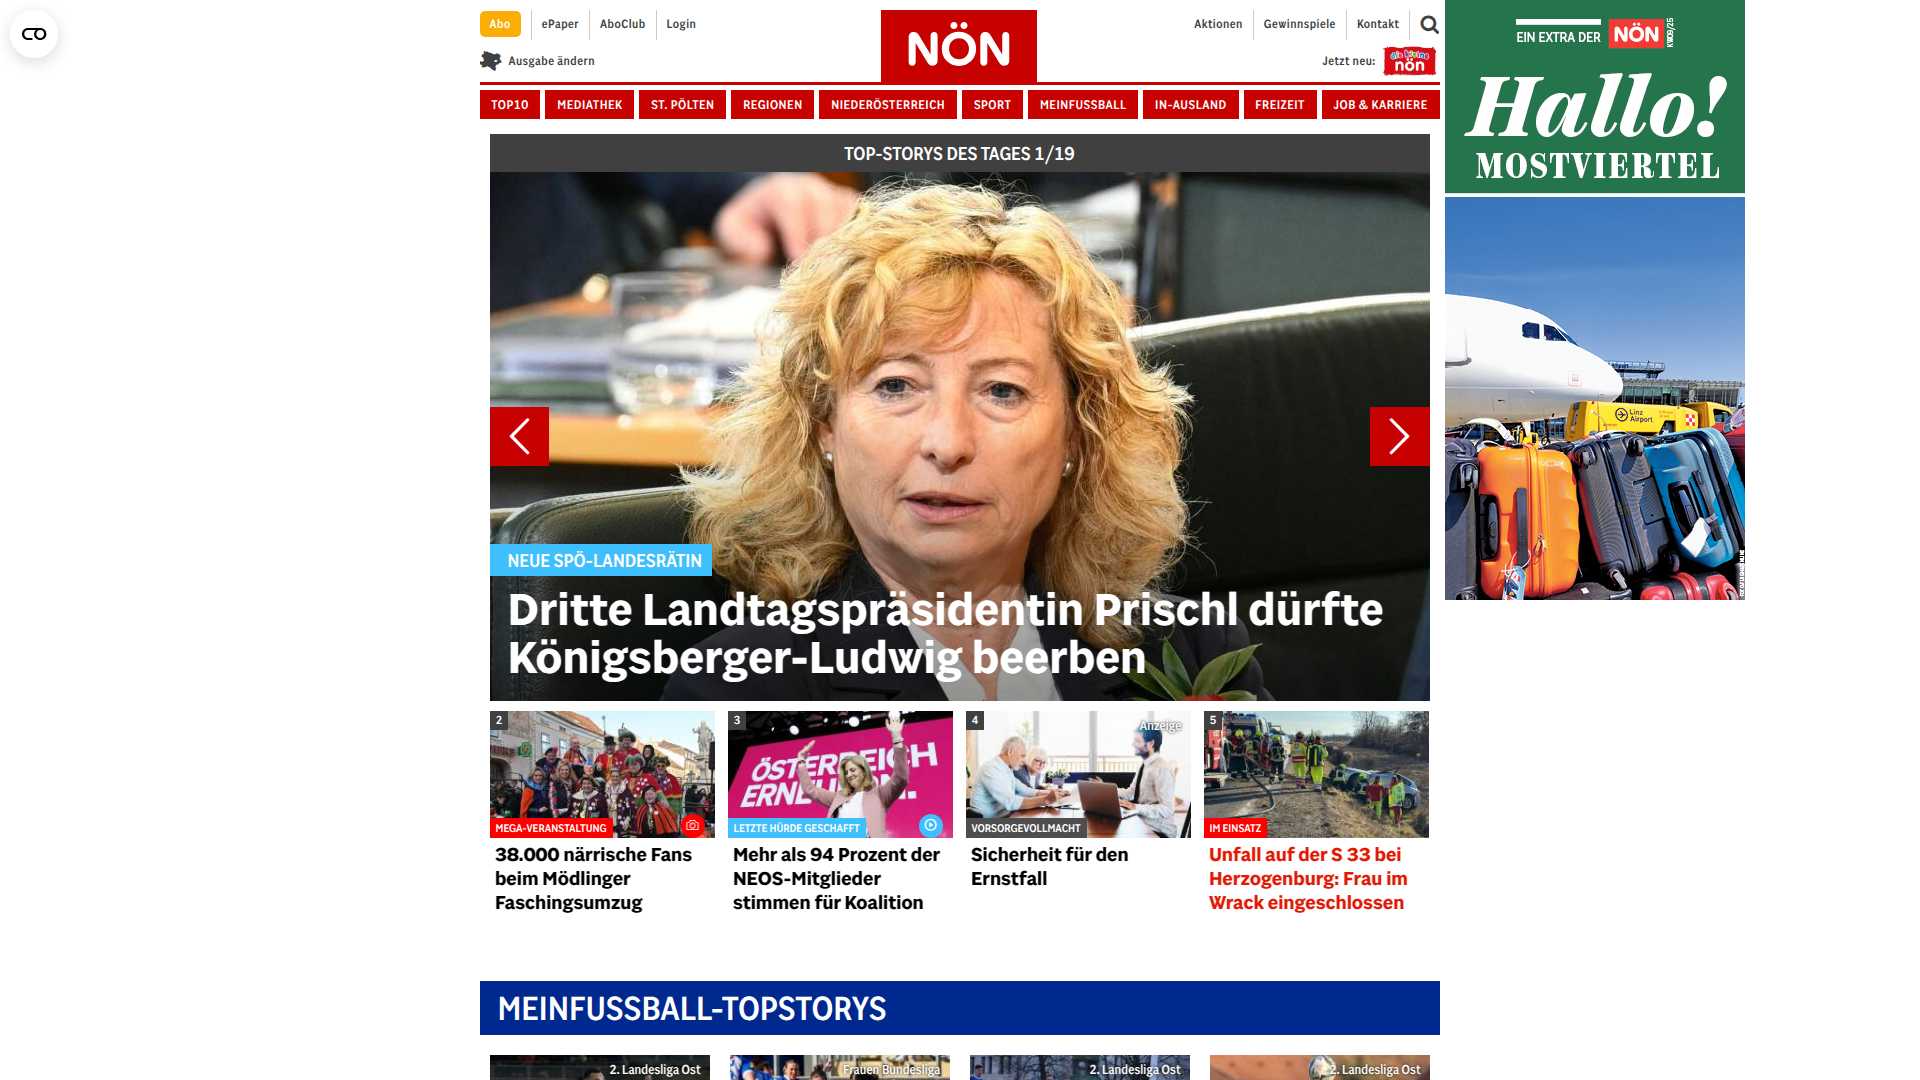 Abo
ePaper
AboClub
Login
NÖN
Aktionen
Gewinnspiele
Kontakt
Ausgabe ändern
Jetzt neu:
die kleine
nön
TOP10
MEDIATHEK
ST. PÖLTEN
REGIONEN
NIEDERÖSTERREICH
SPORT
MEINFUSSBALL
IN-AUSLAND
FREIZEIT
JOB & KARRIERE
EIN EXTRA DER NÖN
Hallo!
MOSTVIERTEL
Linz
Airport
TOP-STORYS DES TAGES 1/19
NEUE SPÖ-LANDESRÄTIN
Dritte Landtagspräsidentin Prischl dürfte
Königsberger-Ludwig beerben
2
MEGA-VERANSTALTUNG
38.000 närrische Fans
beim Mödlinger
Faschingsumzug
3
ÖSTERREICH
LETZTE HÜRDE GESCHAFFT
Mehr als 94 Prozent der
NEOS-Mitglieder
stimmen für Koalition
4
Anzeige
VORSORGEVOLLMACHT
Sicherheit für den
Ernstfall
5
IM EINSATZ
Unfall auf der S 33 bei
Herzogenburg: Frau im
Wrack eingeschlossen
MEINFUSSBALL-TOPSTORYS
2. Landesliga Ost
Frauen Bundesliga
2. Landesliga Ost
2. Landesliga Ost